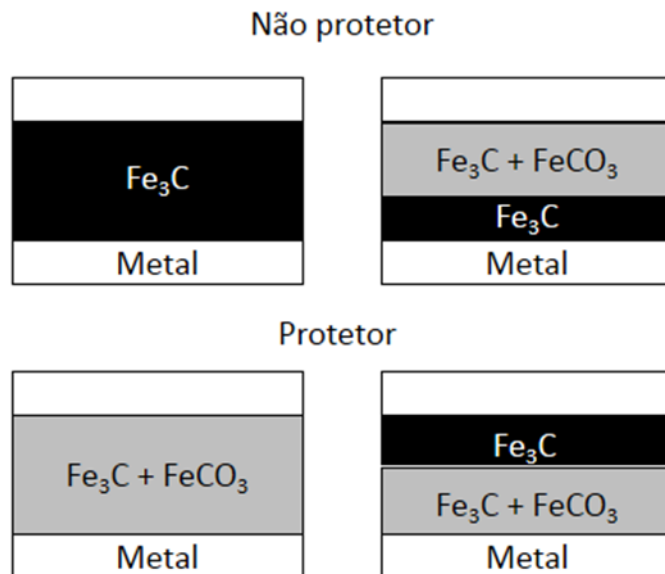 Não protetor
Fe₃C
Fe₃C + FeCO₃
Fe₃C
Metal
Metal
Protetor
Fe₃C + FeCO₃
Fe₃C
Fe₃C + FeCO₃
Metal
Metal